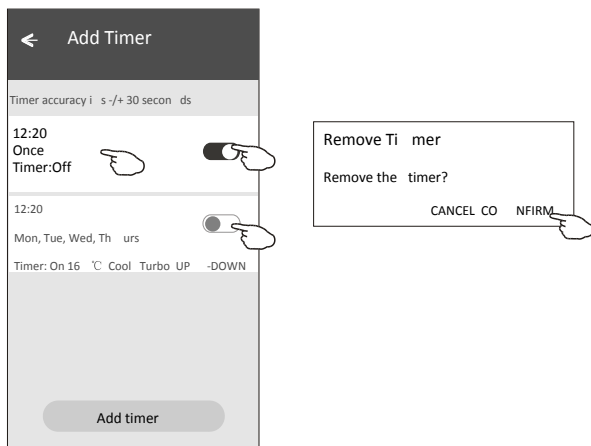 Add Timer
Timer accuracy i s -/+ 30 secon ds
12:20
Once
Timer:Off
12:20
Mon, Tue, Wed, Th urs
Timer: On 16 ℃ Cool Turbo UP -DOWN
Add timer
Remove Ti mer
Remove the timer?
CANCEL CO NFIRM